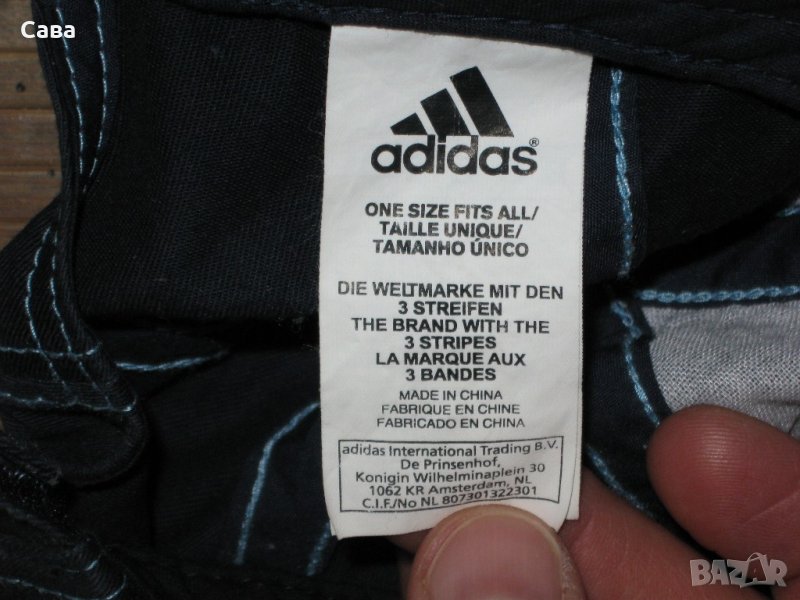 Сава
adidas®
ONE SIZE FITS ALL/
TAILLE UNIQUE/
TAMANHO ÚNICO
DIE WELTMARKE MIT DEN
3 STREIFEN
THE BRAND WITH THE
3 STRIPES
LA MARQUE AUX
3 BANDES
MADE IN CHINA
FABRIQUE EN CHINE
FABRICADO EN CHINA
adidas International Trading B.V.
De Prinsenhof,
Konigin Wilhelminaplein 30
1062 KR Amsterdam, NL
C.I.F./No NL 807301322301
BAZAR